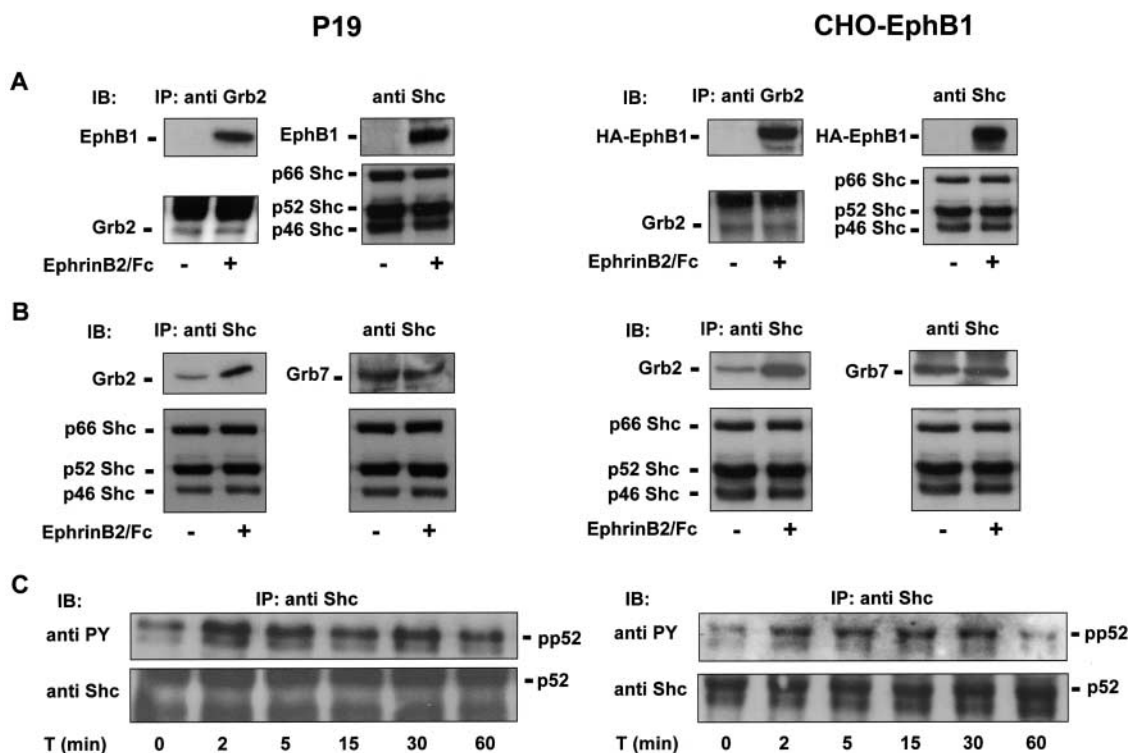 P19 CHO-EphB1
A
IB: IP: anti Grb2 anti Shc IP: anti Grb2 anti Shc
EphB1 - EphB1 - HA-EphB1 - HA-EphB1 -
p66 Shc - p66 Shc -
p52 Shc - p52 Shc -
Grb2 - p46 Shc - Grb2 - p46 Shc -
EphrinB2/Fc - + - + EphrinB2/Fc - + - +
B
IB: IP: anti Shc anti Shc IB: IP: anti Shc anti Shc
Grb2 - Grb7 - Grb2 - Grb7 -
p66 Shc - p66 Shc -
p52 Shc - p52 Shc -
p46 Shc - p46 Shc -
EphrinB2/Fc - + - + EphrinB2/Fc - + - +
C
IB: IP: anti Shc IB: IP: anti Shc
anti PY - pp52 anti PY - pp52
anti Shc - p52 anti Shc - p52
T (min) 0 2 5 15 30 60 T (min) 0 2 5 15 30 60